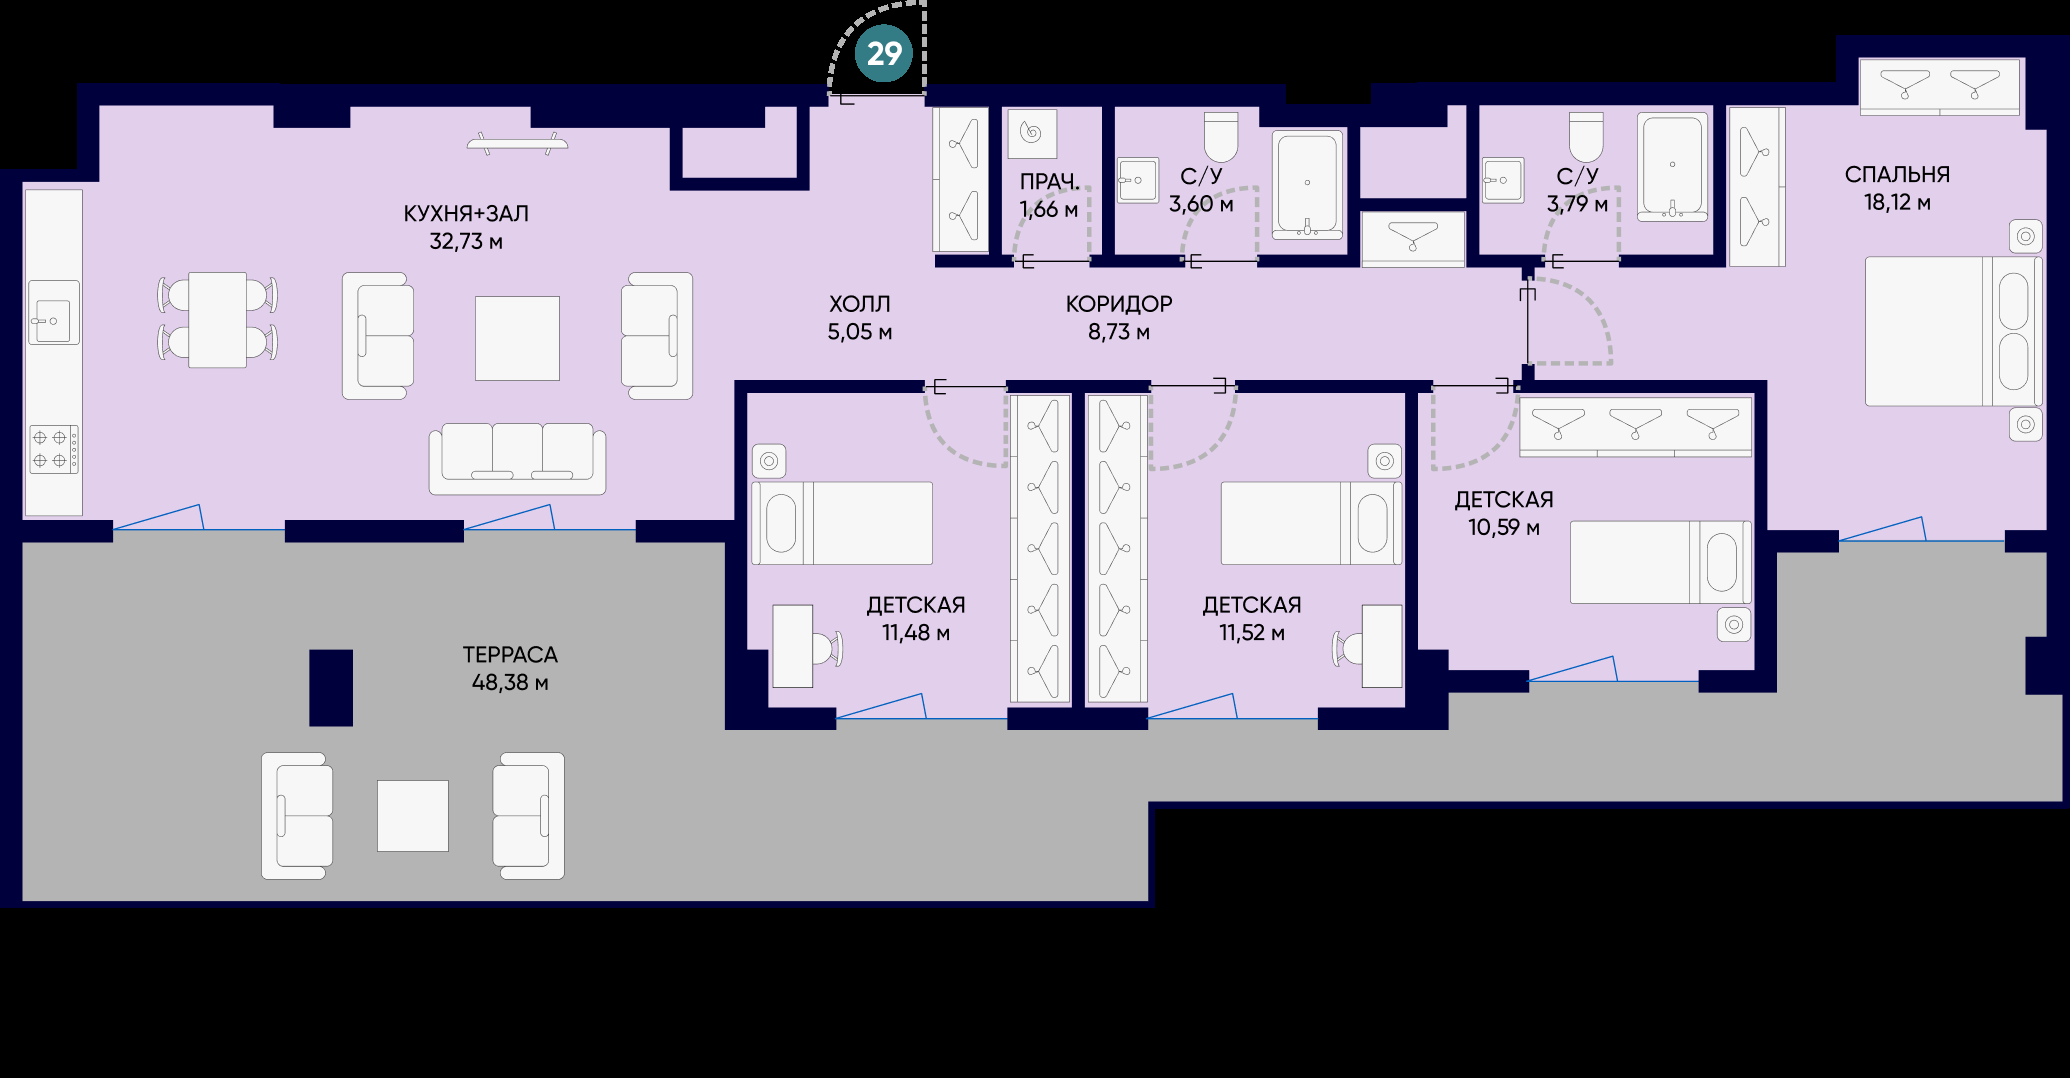 29
КУХНЯ+ЗАЛ
32,73 м
ХОЛЛ
5,05 м
ПРАЧ.
1,66 м
С/У
3,60 м
КОРИДОР
8,73 м
С/У
3,79 м
СПАЛЬНЯ
18,12 м
ДЕТСКАЯ
11,48 м
ДЕТСКАЯ
11,52 м
ДЕТСКАЯ
10,59 м
ТЕРРАСА
48,38 м